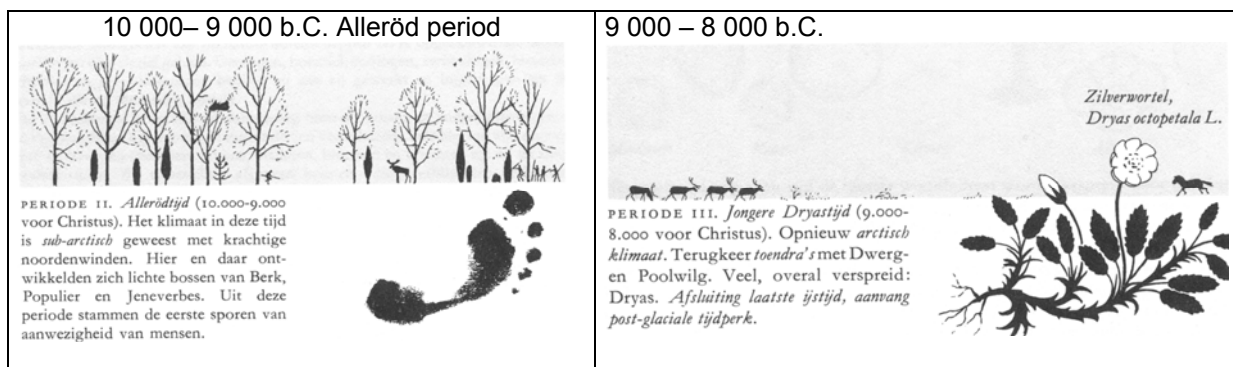 10 000– 9 000 b.C. Alleröd period
PERIODE II. Allerödtijd (10.000-9.000
voor Christus). Het klimaat in deze tijd
is sub-arctisch geweest met krachtige
noordenwinden. Hier en daar ont-
wikkelden zich lichte bossen van Berk,
Populier en Jeneverbes. Uit deze
periode stammen de eerste sporen van
aanwezigheid van mensen.
9 000 – 8 000 b.C.
Zilverwortel,
Dryas octopetala L.
PERIODE III. Jongere Dryastijd (9.000-
8.000 voor Christus). Opnieuw arctisch
klimaat. Terugkeer toendra's met Dwerg-
en Poolwilg. Veel, overal verspreid:
Dryas. Afsluiting laatste ijstijd, aanvang
post-glaciale tijdperk.